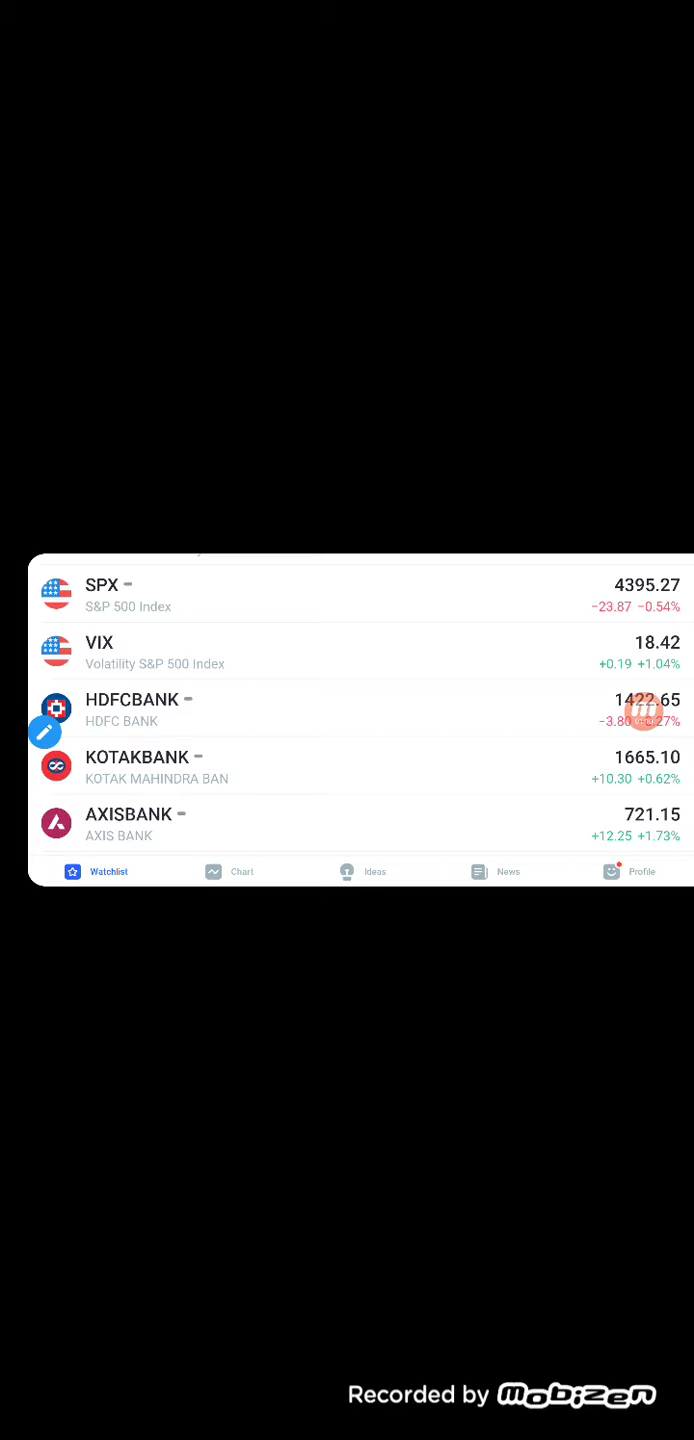 SPX
4395.27
S&P 500 Index
−23.87 −0.54%
VIX
18.42
Volatility S&P 500 Index
+0.19 +1.04%
HDFCBANK
HDFC BANK
−3.80
KOTAKBANK
1665.10
KOTAK MAHINDRA BAN
+10.30 +0.62%
AXISBANK
721.15
AXIS BANK
+12.25 +1.73%
Watchlist Chart Ideas News Profile
Recorded by mobizen